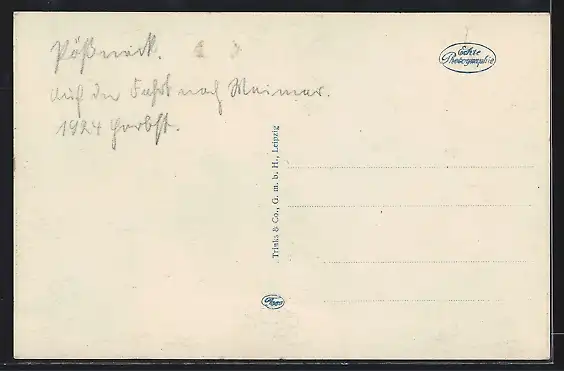 Pößneck.
Auf der Fahrt nach Weimar.
1924 Herbst.
Echte
Photographie
Trinks & Co., G. m. b. H., Leipzig